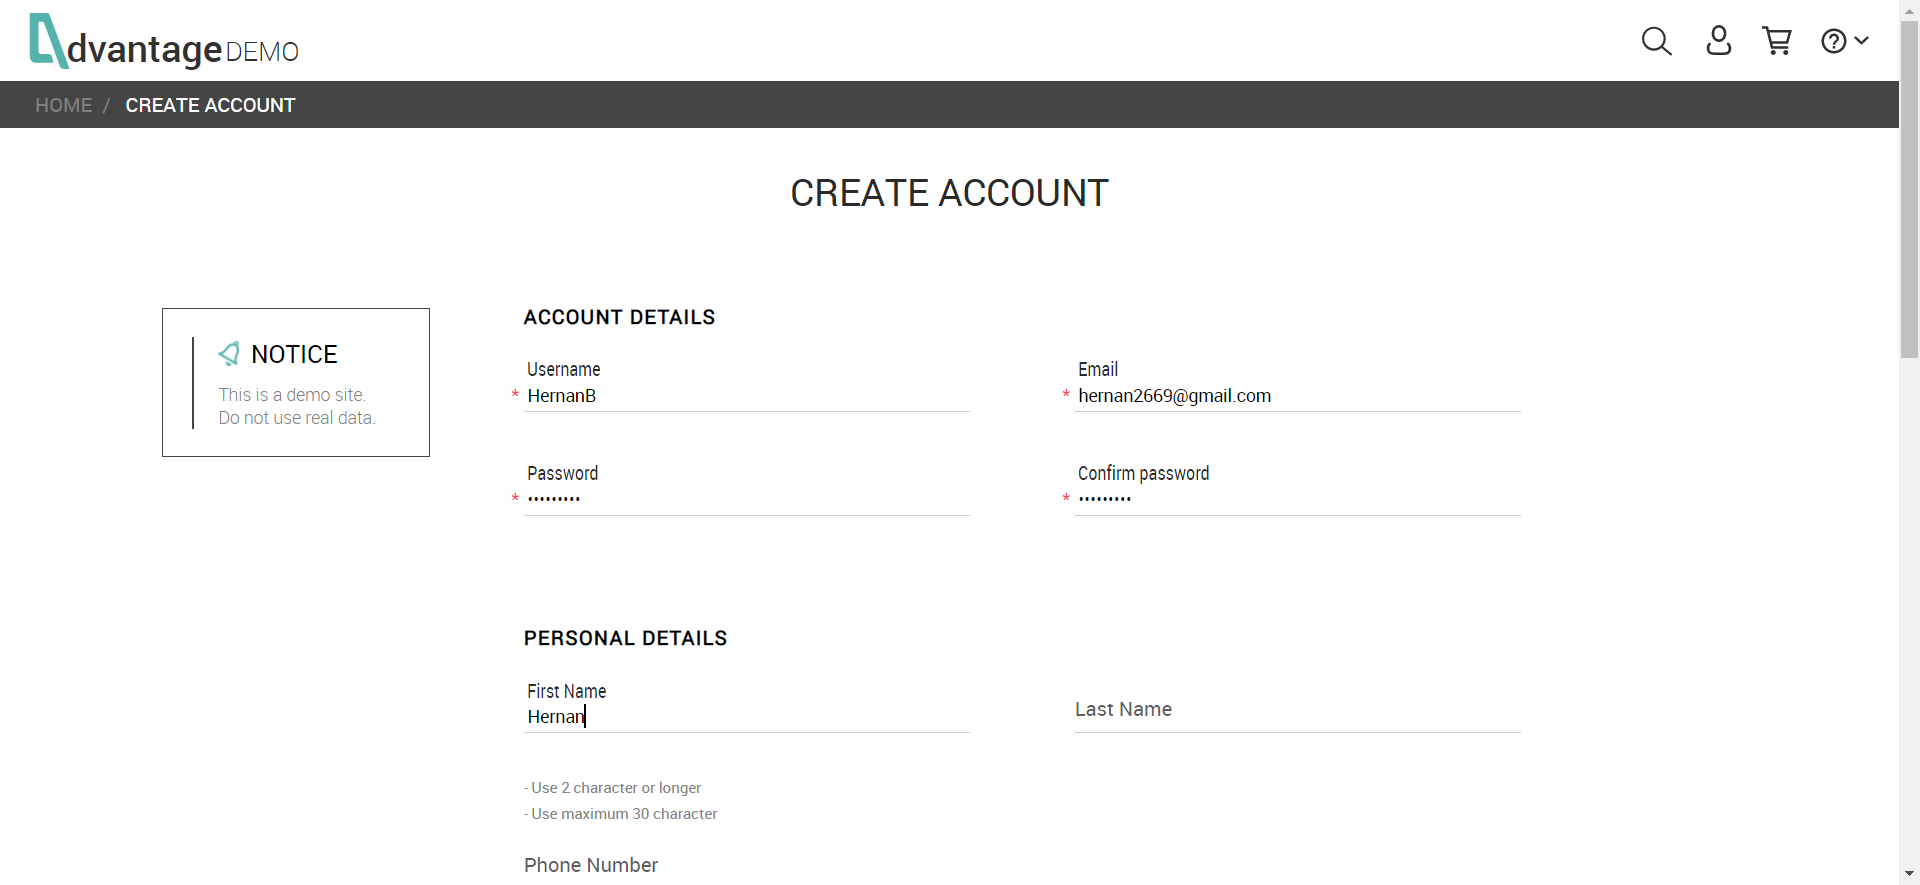 dvantage DEMO
HOME / CREATE ACCOUNT
CREATE ACCOUNT
NOTICE
This is a demo site.
Do not use real data.
ACCOUNT DETAILS
Username
* HernanB
Email
* hernan2669@gmail.com
Password
* •••••••••
Confirm password
* •••••••••
PERSONAL DETAILS
First Name
Hernan
Last Name
- Use 2 character or longer
- Use maximum 30 character
Phone Number